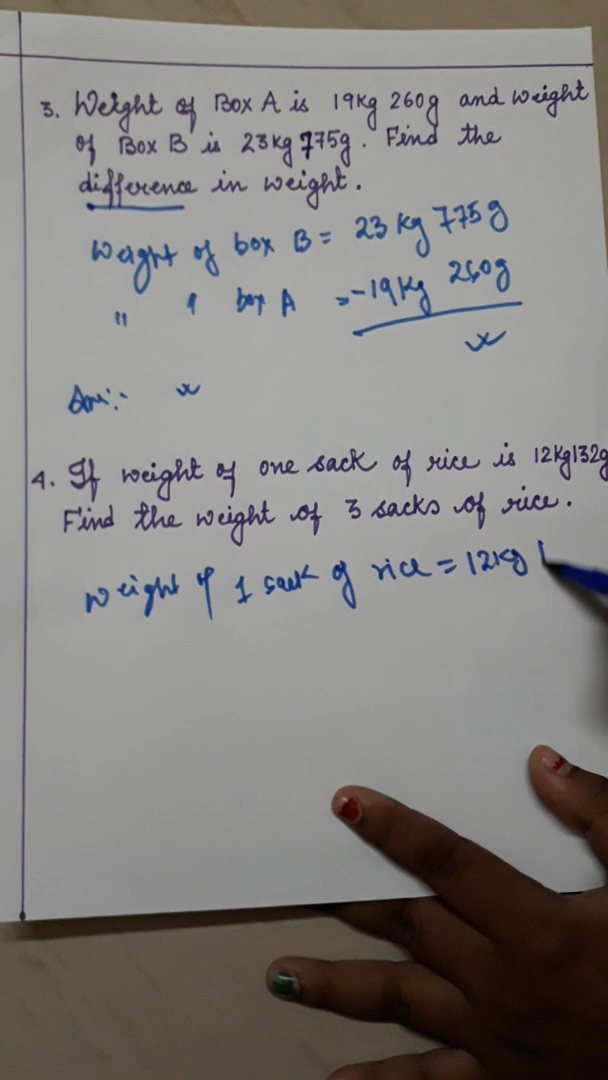 3. Weight of Box A is 19Kg 260g and weight
of Box B is 23Kg 775g. Find the
difference in weight.
Weight of box B = 23 Kg 775g
" " box A = -19Kg 260g
Ans:-
4. If weight of one sack of rice is 12Kg132g
Find the weight of 3 sacks of rice.
Weight of 1 sack of rice = 12Kg 1